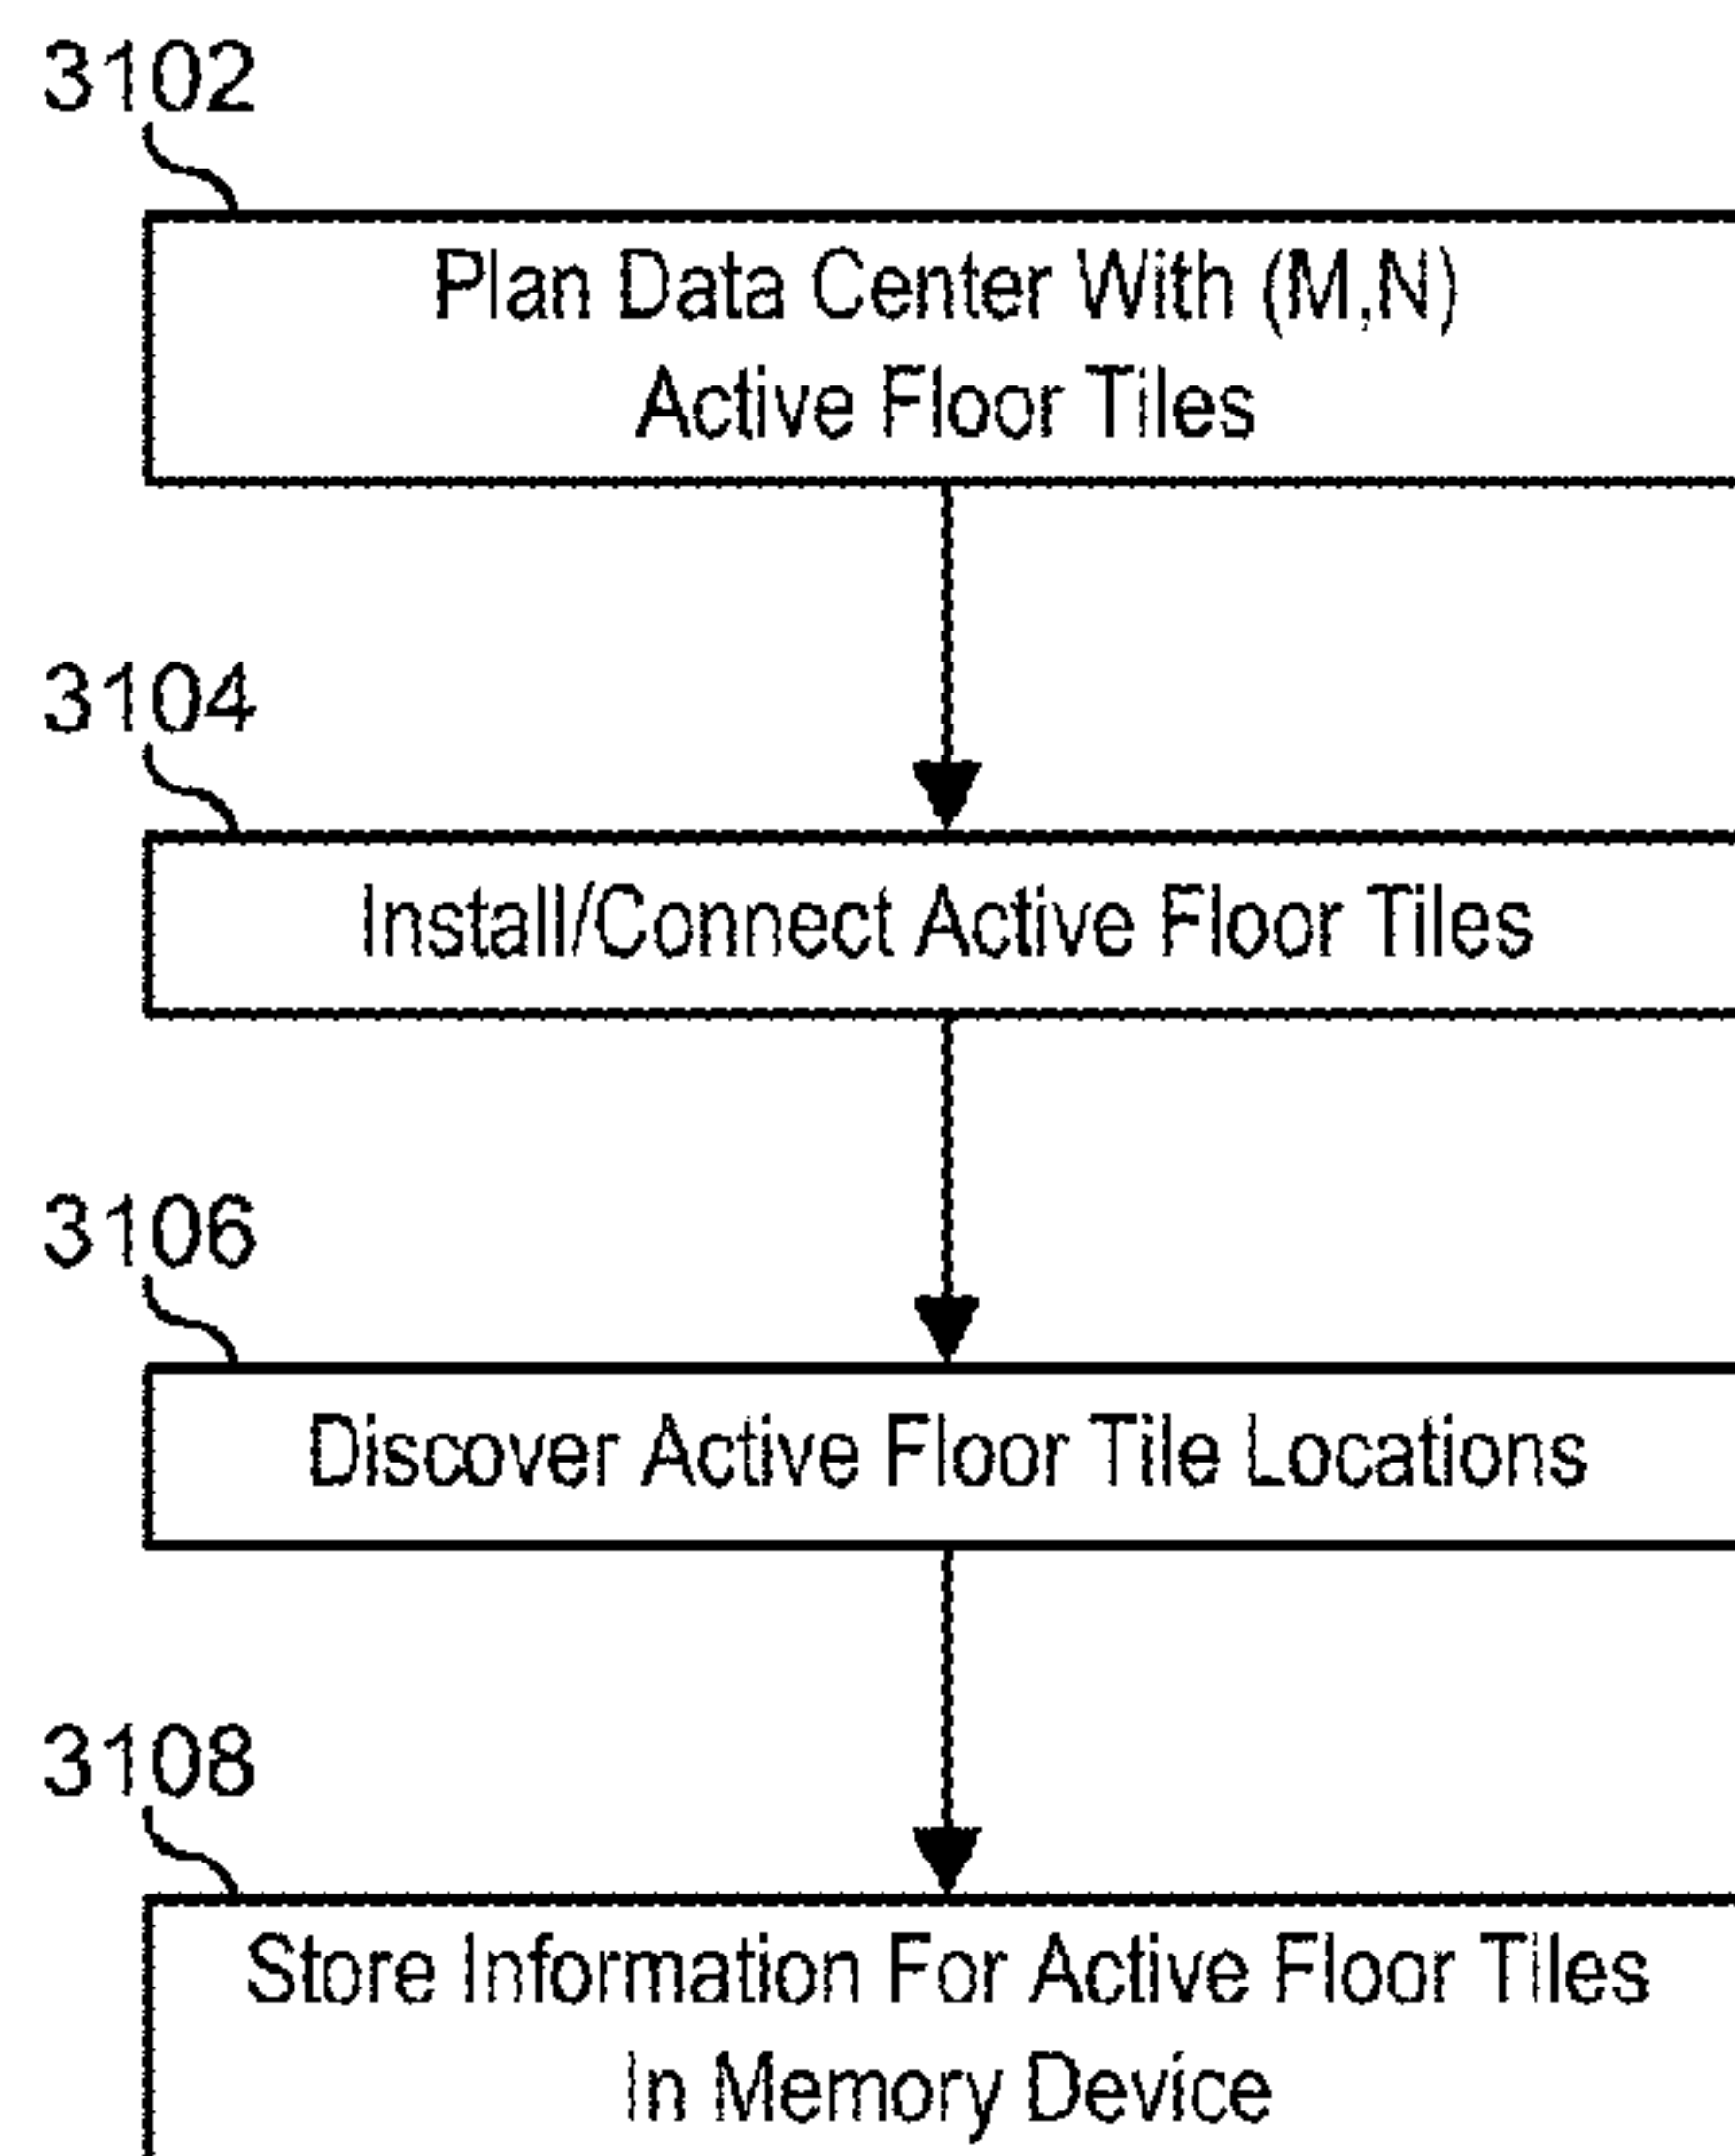 3102
Plan Data Center With (M,N)
Active Floor Tiles
3104
Install/Connect Active Floor Tiles
3106
Discover Active Floor Tile Locations
3108
Store Information For Active Floor Tiles
In Memory Device